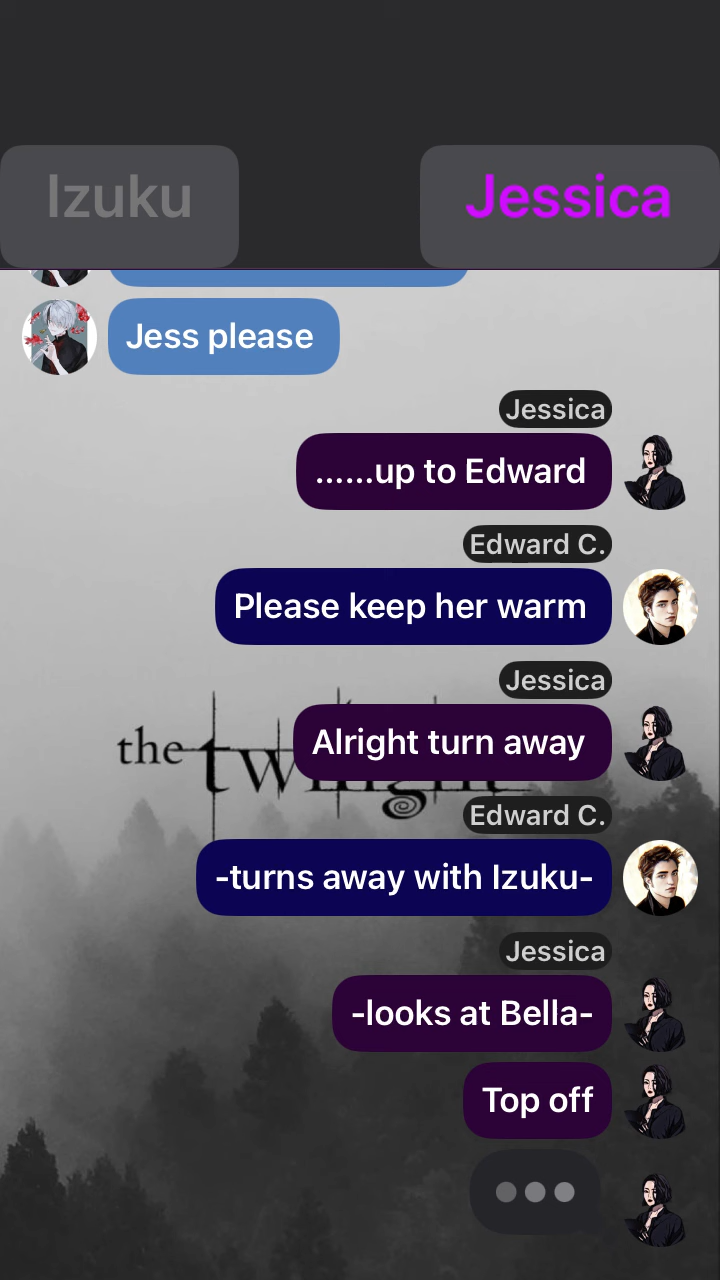 Izuku
Jessica
Jess please
Jessica
......up to Edward
Edward C.
Please keep her warm
Jessica
Alright turn away
the twilight
Edward C.
-turns away with Izuku-
Jessica
-looks at Bella-
Top off